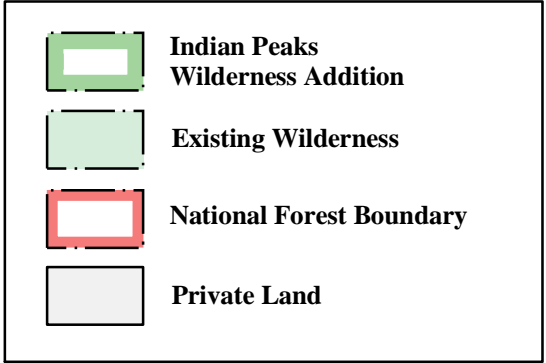 Indian Peaks
Wilderness Addition
Existing Wilderness
National Forest Boundary
Private Land